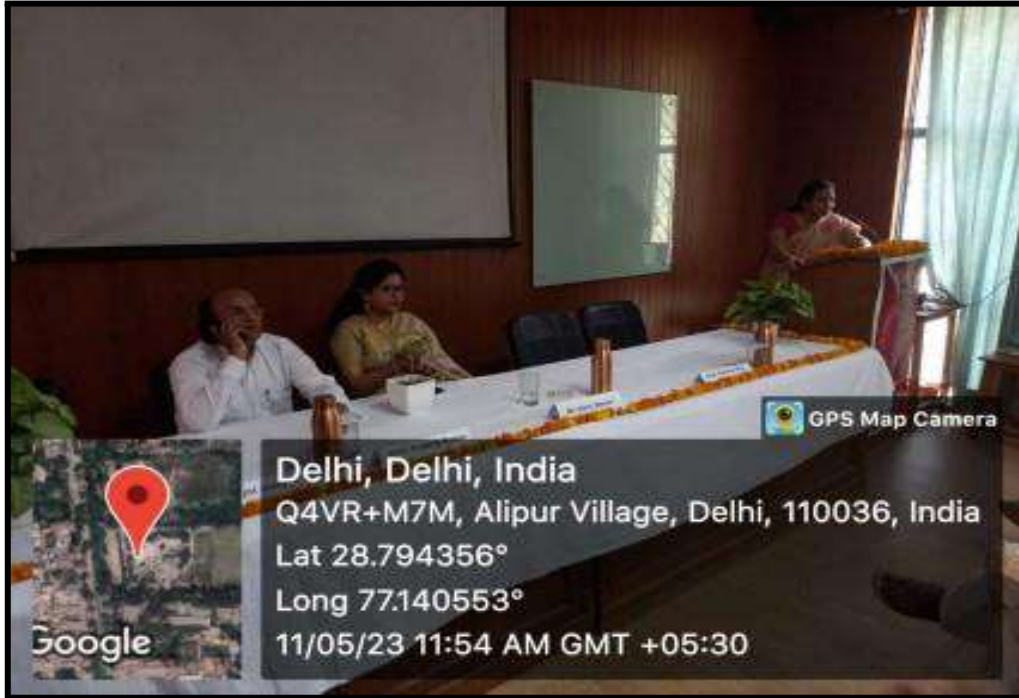 GPS Map Camera
Delhi, Delhi, India
Q4VR+M7M, Alipur Village, Delhi, 110036, India
Lat 28.794356°
Long 77.140553°
11/05/23 11:54 AM GMT +05:30
Google